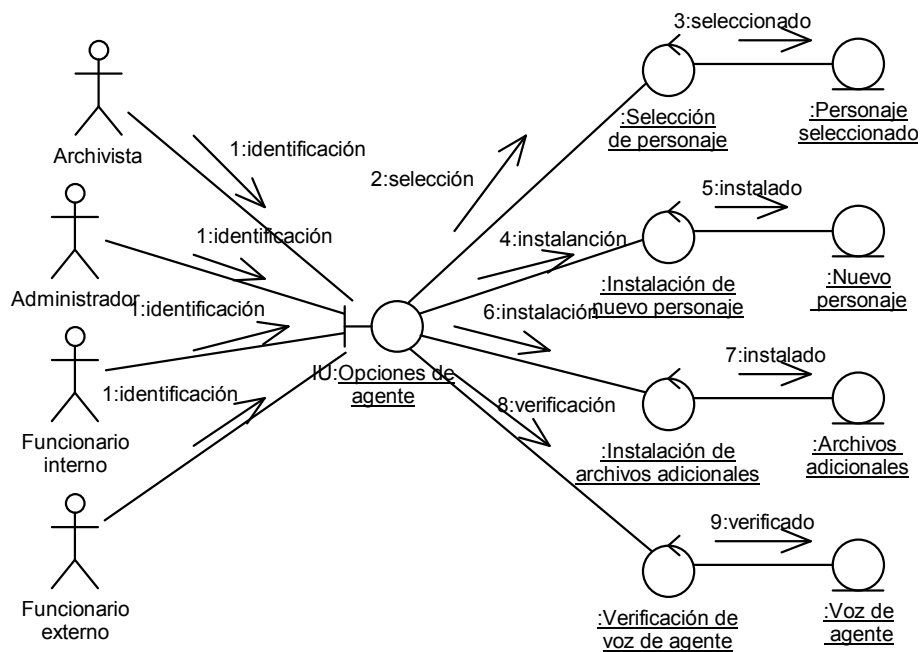 3:seleccionado
Archivista
1:identificación
:Selección
de personaje
:Personaje
seleccionado
2:selección
5:instalado
1:identificación
4:instalanción
Administrador
:Instalación de
nuevo personaje
:Nuevo
personaje
1:identificación
6:instalación
7:instalado
IU:Opciones de
agente
1:identificación
8:verificación
Funcionario
interno
:Instalación de
archivos adicionales
:Archivos
adicionales
9:verificado
Funcionario
externo
:Verificación de
voz de agente
:Voz de
agente